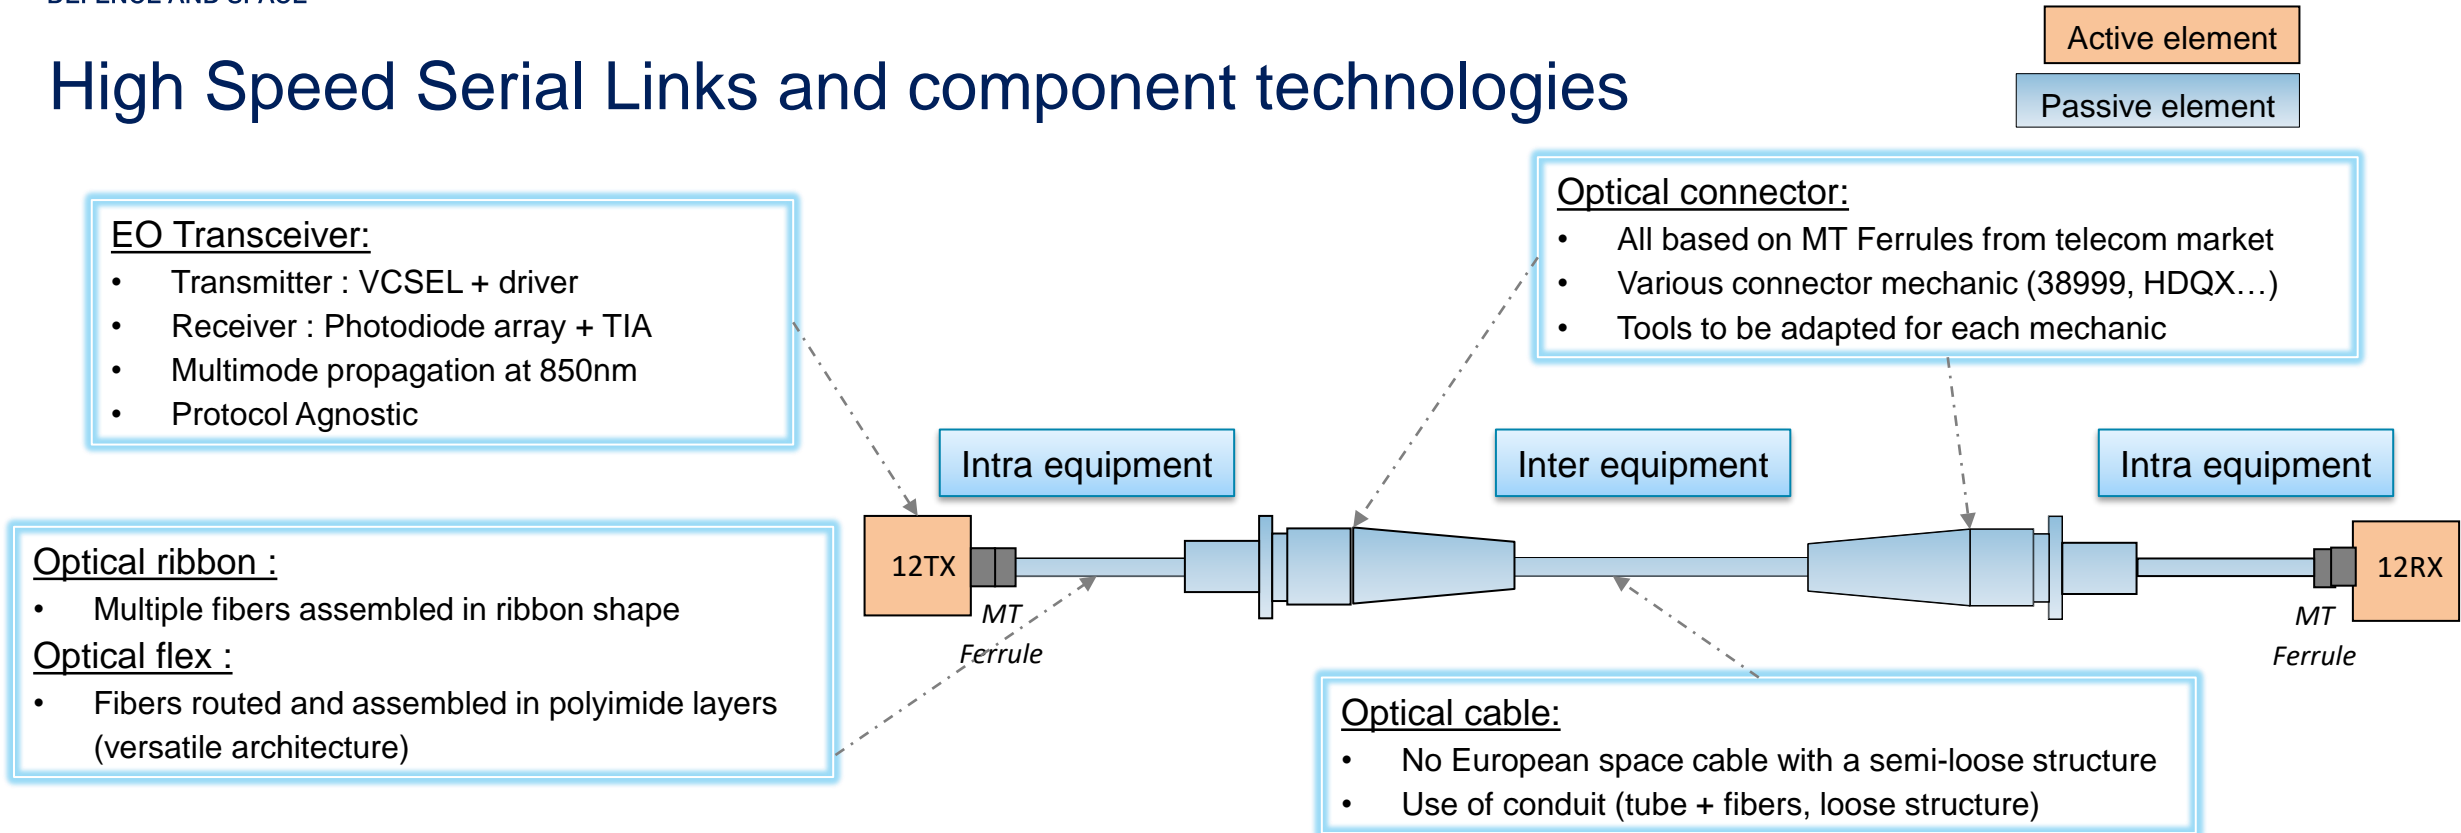 DEFENCE AND SPACE
High Speed Serial Links and component technologies
Active element
Passive element
EO Transceiver:
• Transmitter : VCSEL + driver
• Receiver : Photodiode array + TIA
• Multimode propagation at 850nm
• Protocol Agnostic
Optical connector:
• All based on MT Ferrules from telecom market
• Various connector mechanic (38999, HDQX…)
• Tools to be adapted for each mechanic
Intra equipment
Inter equipment
Intra equipment
Optical ribbon :
• Multiple fibers assembled in ribbon shape
Optical flex :
• Fibers routed and assembled in polyimide layers
(versatile architecture)
12TX
MT
Ferrule
12RX
MT
Ferrule
Optical cable:
• No European space cable with a semi-loose structure
• Use of conduit (tube + fibers, loose structure)